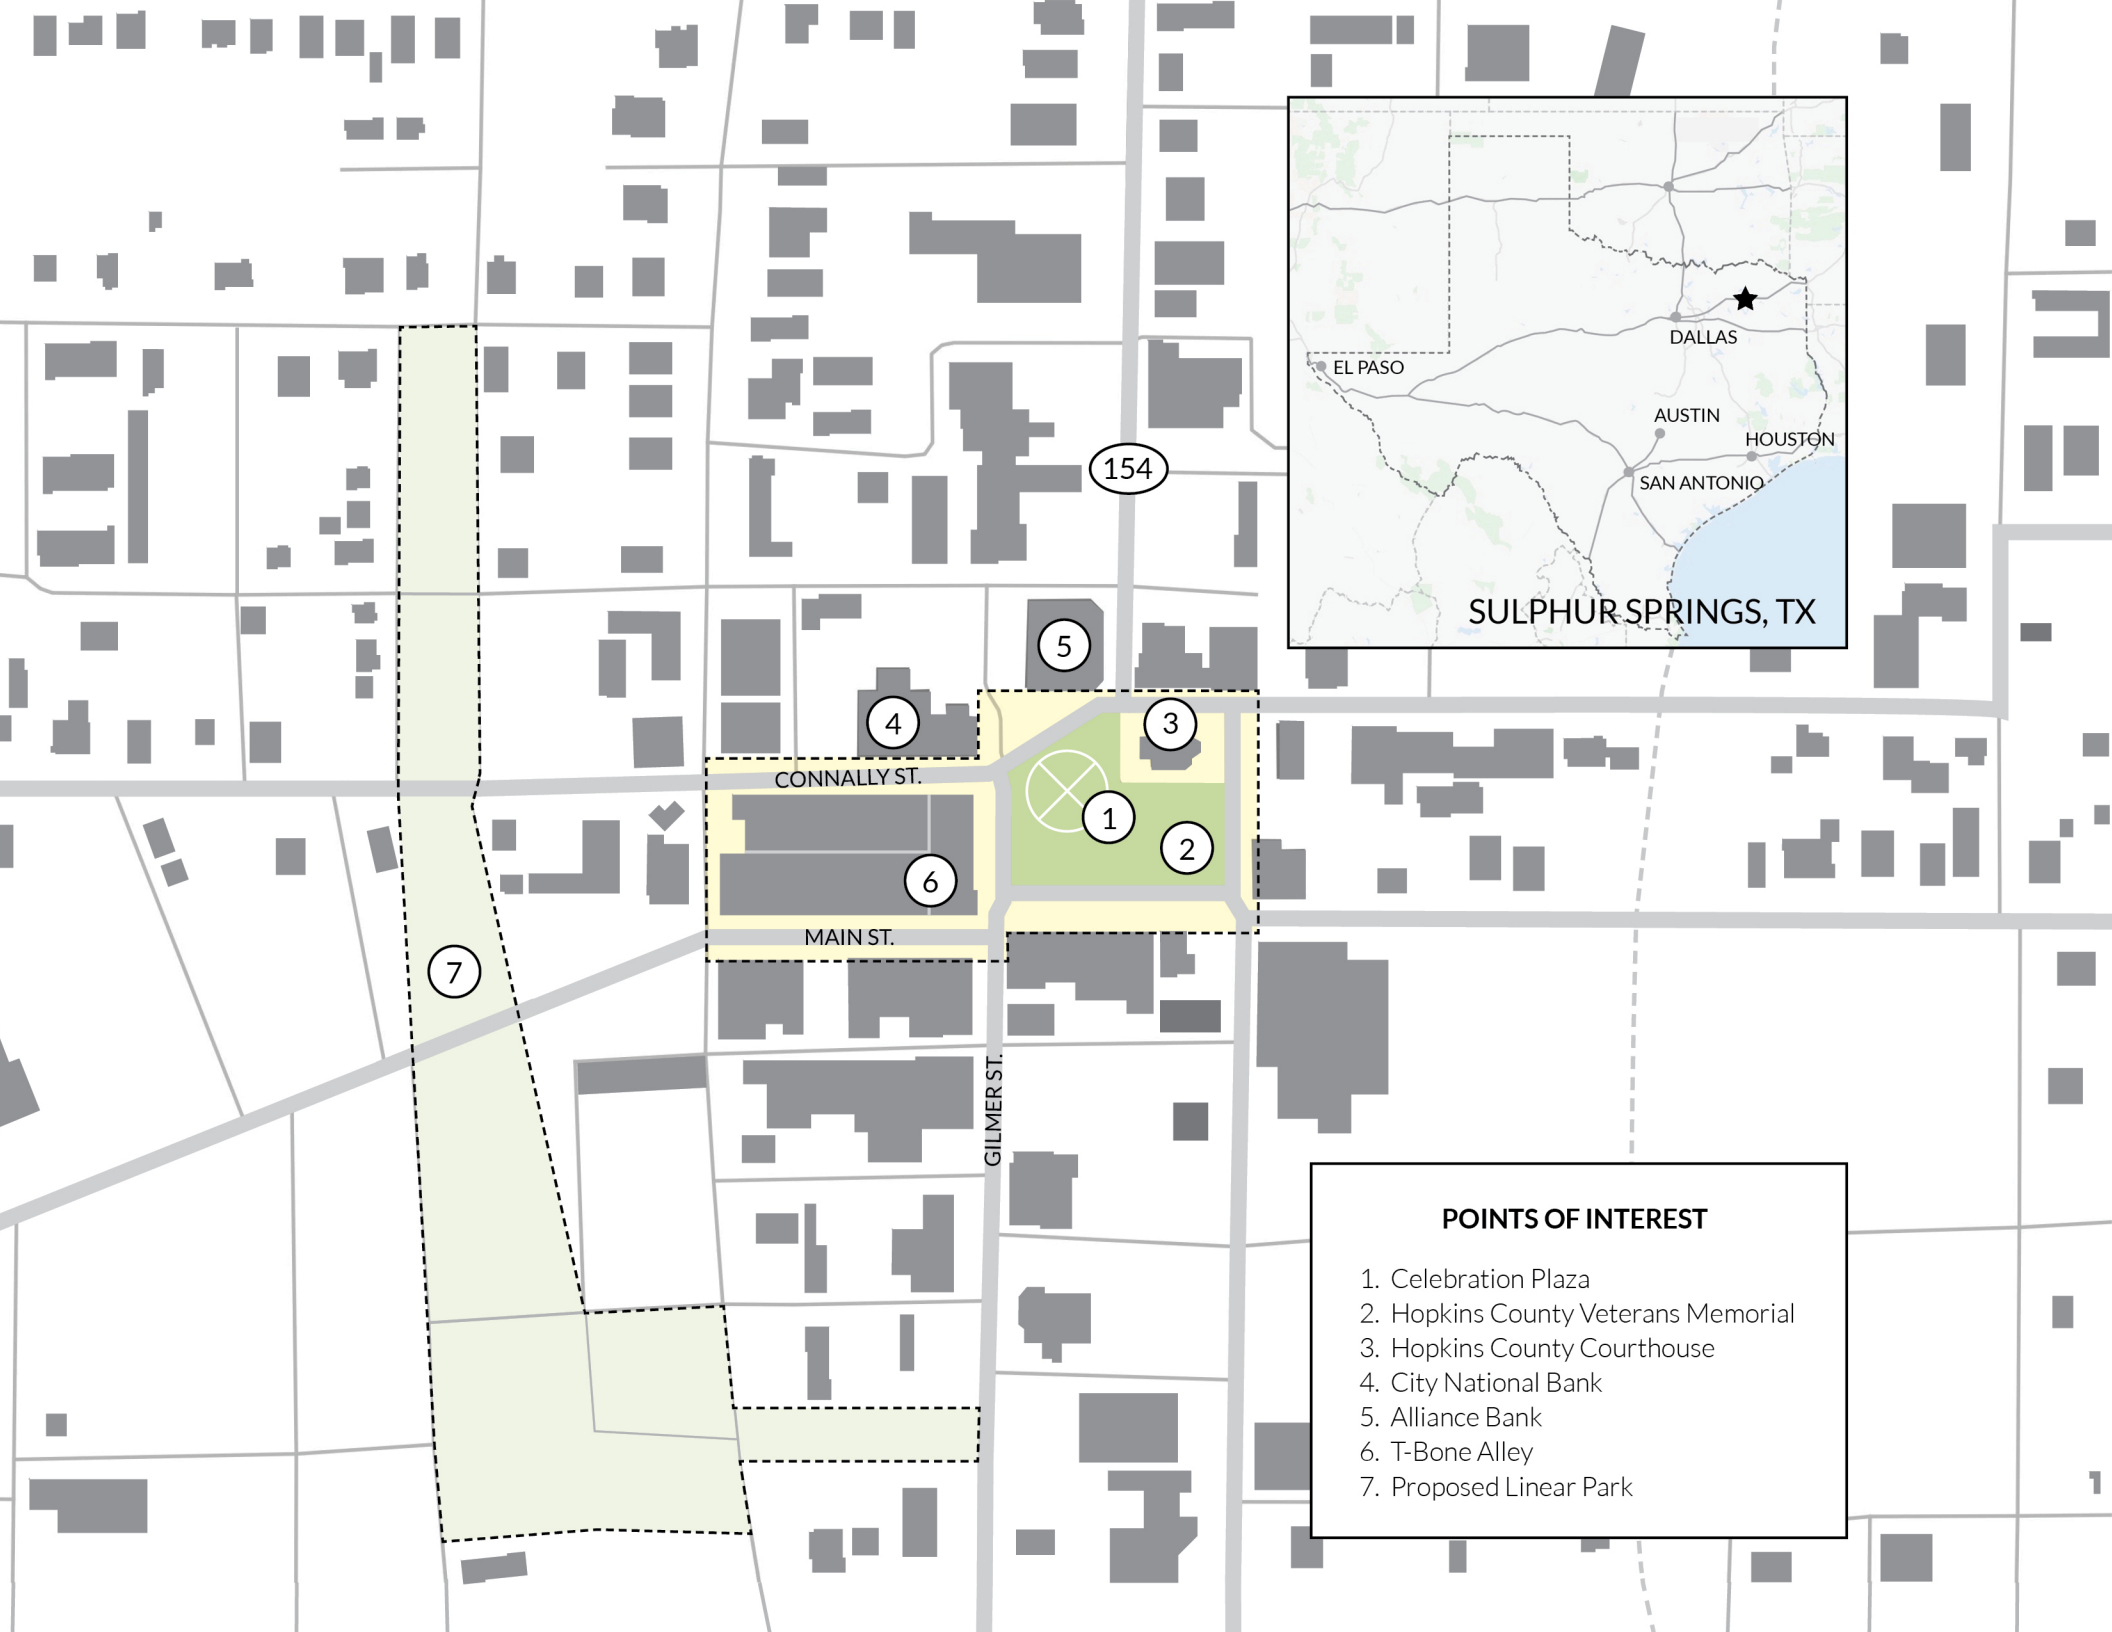 154
DALLAS
EL PASO
AUSTIN
HOUSTON
SAN ANTONIO
SULPHUR SPRINGS, TX
5
4
3
CONNALLY ST.
1
2
6
MAIN ST.
7
GILMER ST.
POINTS OF INTEREST
1. Celebration Plaza
2. Hopkins County Veterans Memorial
3. Hopkins County Courthouse
4. City National Bank
5. Alliance Bank
6. T-Bone Alley
7. Proposed Linear Park